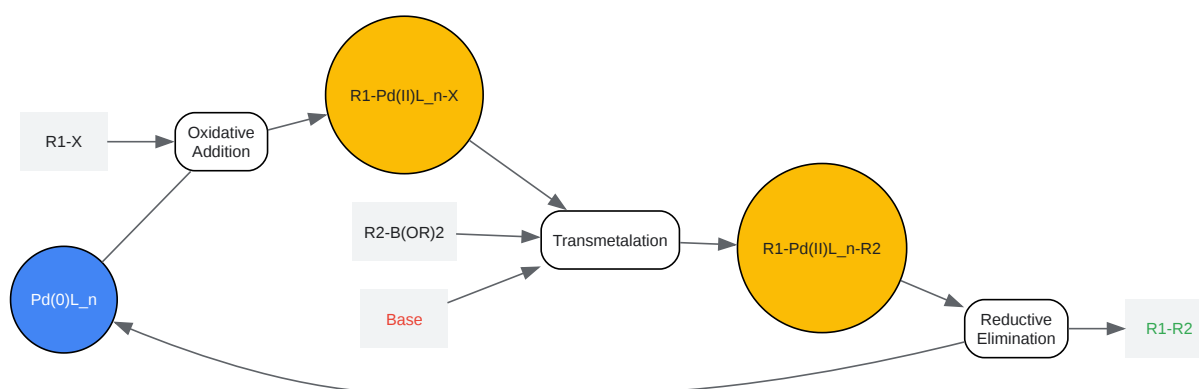 R1-X
Oxidative
Addition
R1-Pd(II)L_n-X
Pd(0)L_n
R2-B(OR)2
Base
Transmetalation
R1-Pd(II)L_n-R2
Reductive
Elimination
R1-R2